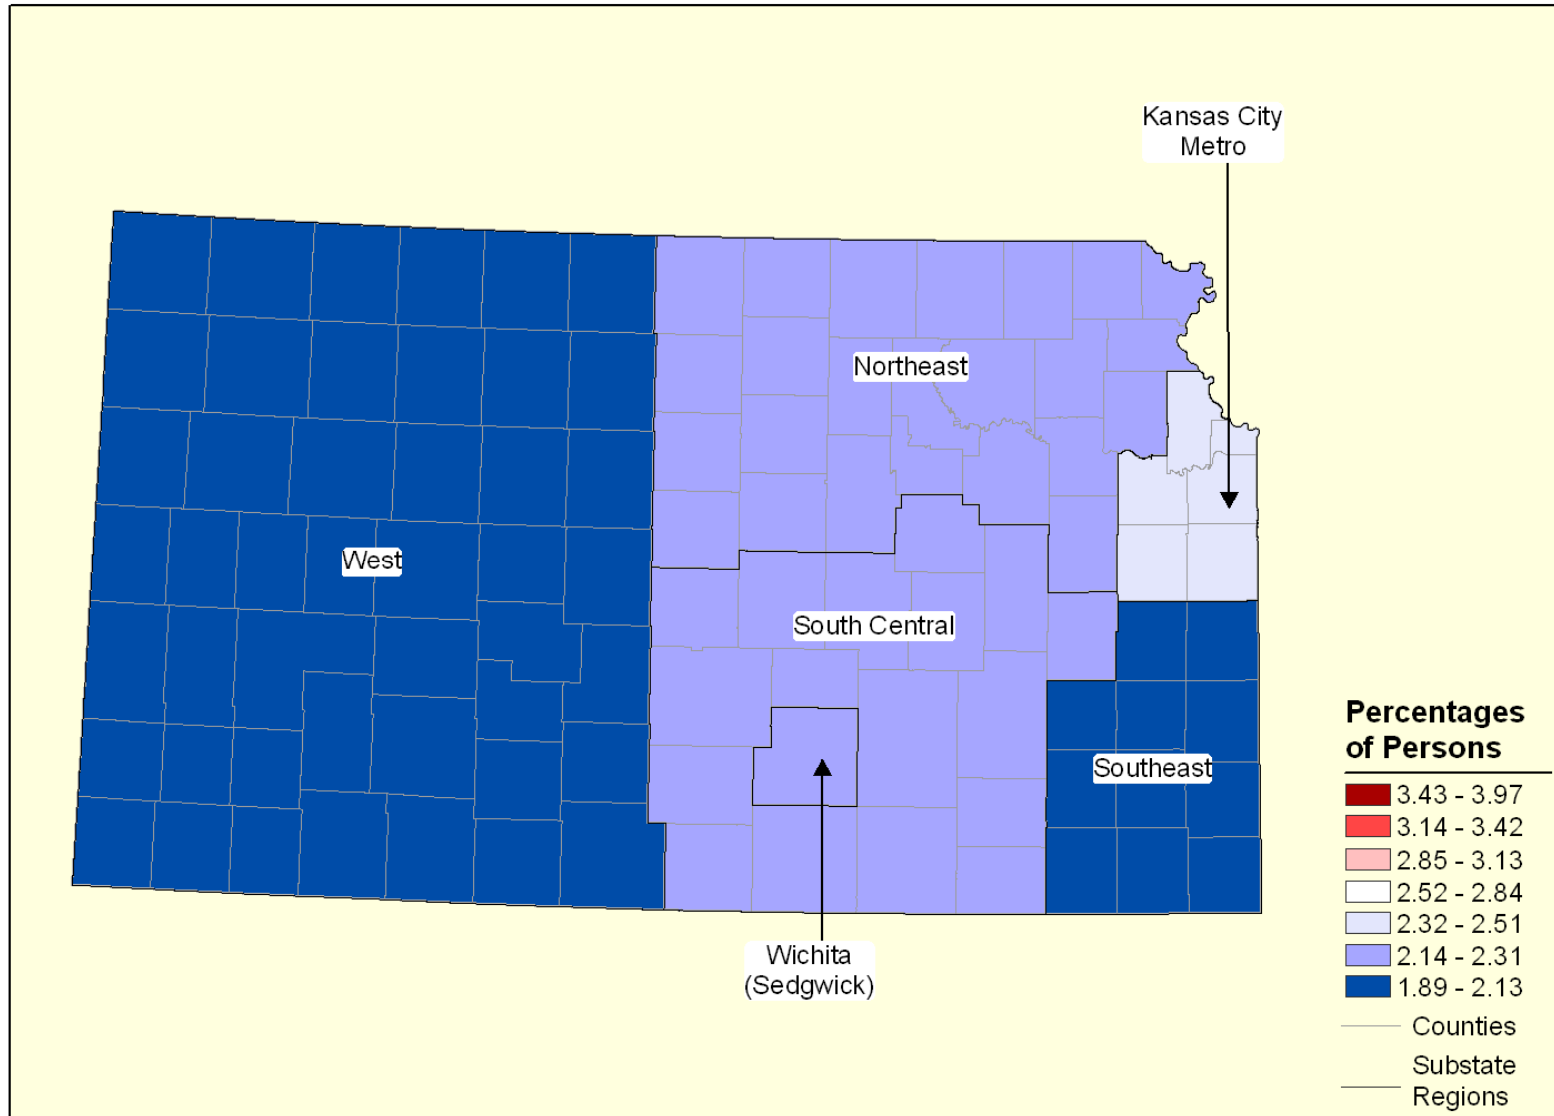 Kansas City
Metro
Northeast
West
South Central
Southeast
Wichita
(Sedgwick)
Percentages
of Persons
3.43 - 3.97
3.14 - 3.42
2.85 - 3.13
2.52 - 2.84
2.32 - 2.51
2.14 - 2.31
1.89 - 2.13
Counties
Substate
Regions